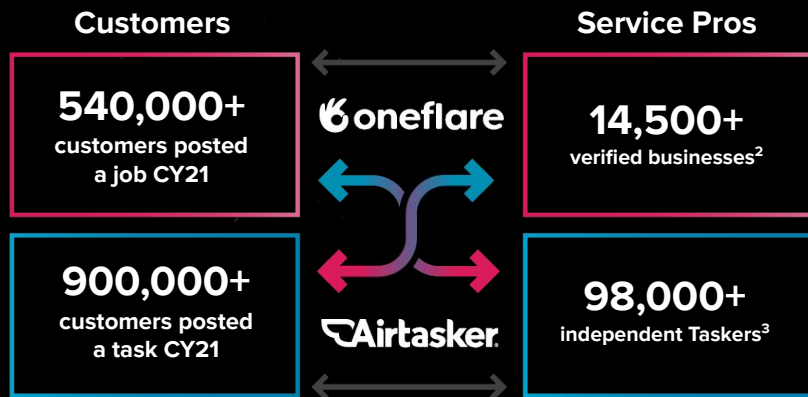 Customers
Service Pros
540,000+
customers posted
a job CY21
oneflare
14,500+
verified businesses²
900,000+
customers posted
a task CY21
Airtasker
98,000+
independent Taskers³